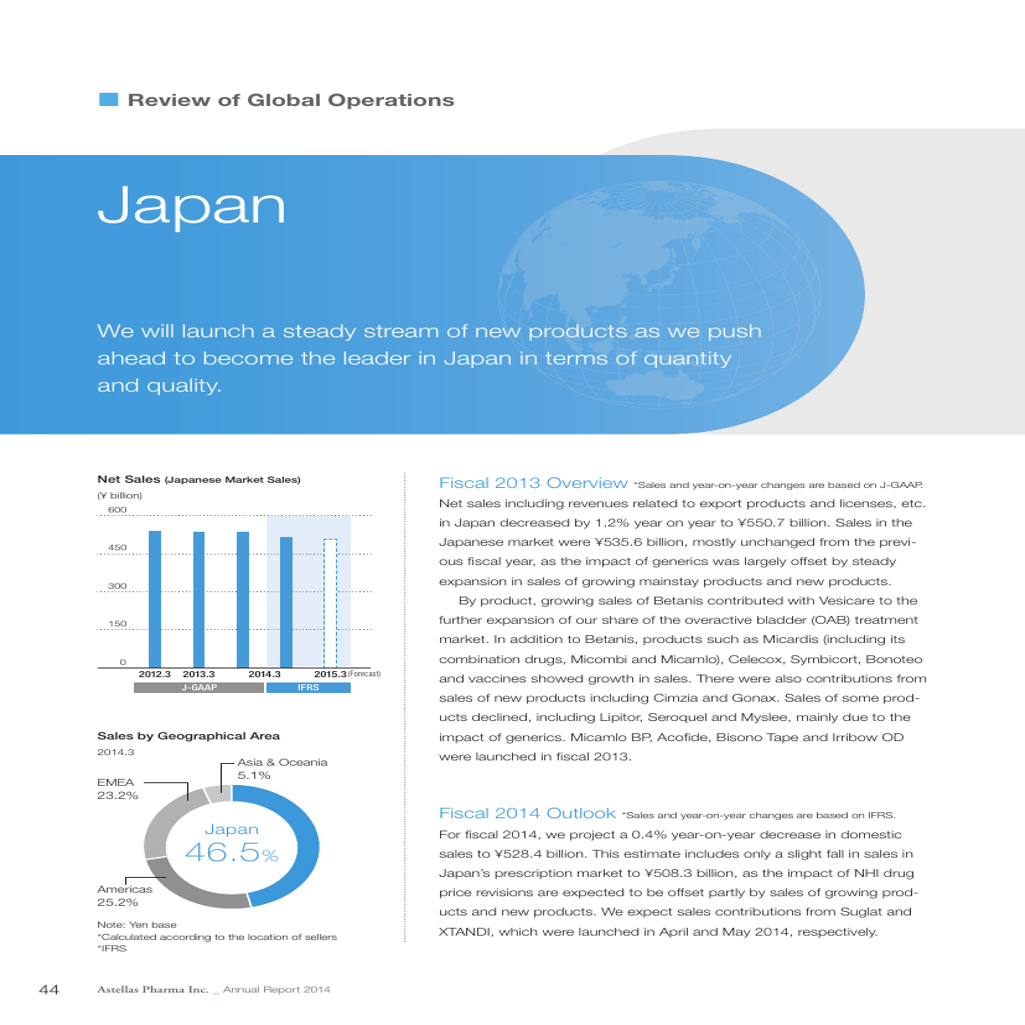 Review of Global Operations
Japan
We will launch a steady stream of new products as we push
ahead to become the leader in Japan in terms of quantity
and quality.
Net Sales (Japanese Market Sales)
(¥ billion)
600
450
300
150
0
2012.3 2013.3 2014.3 2015.3 (Forecast)
J-GAAP IFRS
Sales by Geographical Area
2014.3
Asia & Oceania
5.1%
EMEA
23.2%
Japan
46.5%
Americas
25.2%
Note: Yen base
*Calculated according to the location of sellers
*IFRS
Fiscal 2013 Overview *Sales and year-on-year changes are based on J-GAAP.
Net sales including revenues related to export products and licenses, etc.
in Japan decreased by 1.2% year on year to ¥550.7 billion. Sales in the
Japanese market were ¥535.6 billion, mostly unchanged from the previ-
ous fiscal year, as the impact of generics was largely offset by steady
expansion in sales of growing mainstay products and new products.
By product, growing sales of Betanis contributed with Vesicare to the
further expansion of our share of the overactive bladder (OAB) treatment
market. In addition to Betanis, products such as Micardis (including its
combination drugs, Micombi and Micamlo), Celecox, Symbicort, Bonoteo
and vaccines showed growth in sales. There were also contributions from
sales of new products including Cimzia and Gonax. Sales of some prod-
ucts declined, including Lipitor, Seroquel and Myslee, mainly due to the
impact of generics. Micamlo BP, Acofide, Bisono Tape and Irribow OD
were launched in fiscal 2013.
Fiscal 2014 Outlook *Sales and year-on-year changes are based on IFRS.
For fiscal 2014, we project a 0.4% year-on-year decrease in domestic
sales to ¥528.4 billion. This estimate includes only a slight fall in sales in
Japan's prescription market to ¥508.3 billion, as the impact of NHI drug
price revisions are expected to be offset partly by sales of growing prod-
ucts and new products. We expect sales contributions from Suglat and
XTANDI, which were launched in April and May 2014, respectively.
44 Astellas Pharma Inc. _ Annual Report 2014